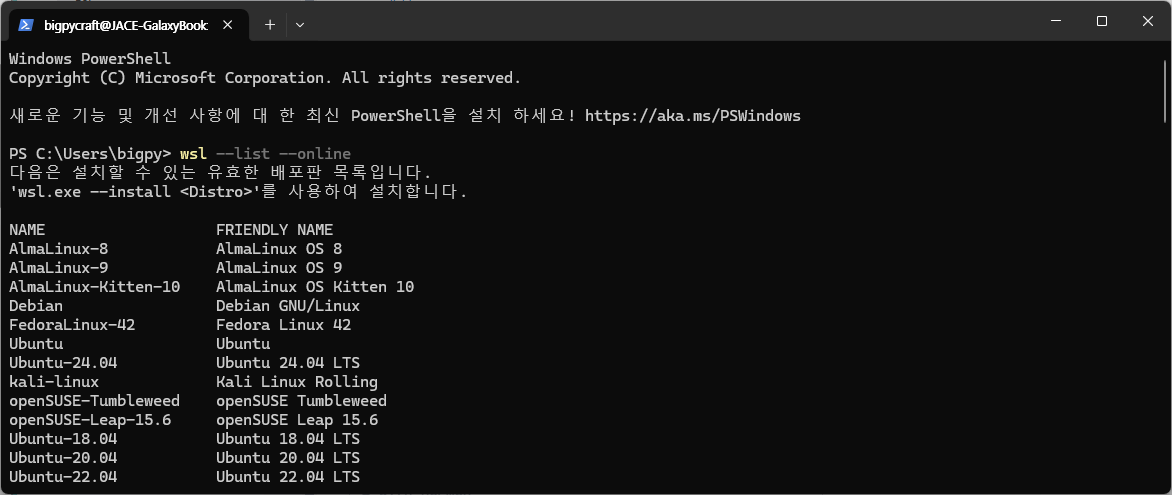 bigpycraft@JACE-GalaxyBook
Windows PowerShell
Copyright (C) Microsoft Corporation. All rights reserved.
새로운 기능 및 개선 사항에 대 한 최신 PowerShell을 설치 하세요! https://aka.ms/PSWindows
PS C:\Users\bigpy> wsl --list --online
다음은 설치할 수 있는 유효한 배포판 목록입니다.
'wsl.exe --install <Distro>'를 사용하여 설치합니다.
NAME FRIENDLY NAME
AlmaLinux-8 AlmaLinux OS 8
AlmaLinux-9 AlmaLinux OS 9
AlmaLinux-Kitten-10 AlmaLinux OS Kitten 10
Debian Debian GNU/Linux
FedoraLinux-42 Fedora Linux 42
Ubuntu Ubuntu
Ubuntu-24.04 Ubuntu 24.04 LTS
kali-linux Kali Linux Rolling
openSUSE-Tumbleweed openSUSE Tumbleweed
openSUSE-Leap-15.6 openSUSE Leap 15.6
Ubuntu-18.04 Ubuntu 18.04 LTS
Ubuntu-20.04 Ubuntu 20.04 LTS
Ubuntu-22.04 Ubuntu 22.04 LTS